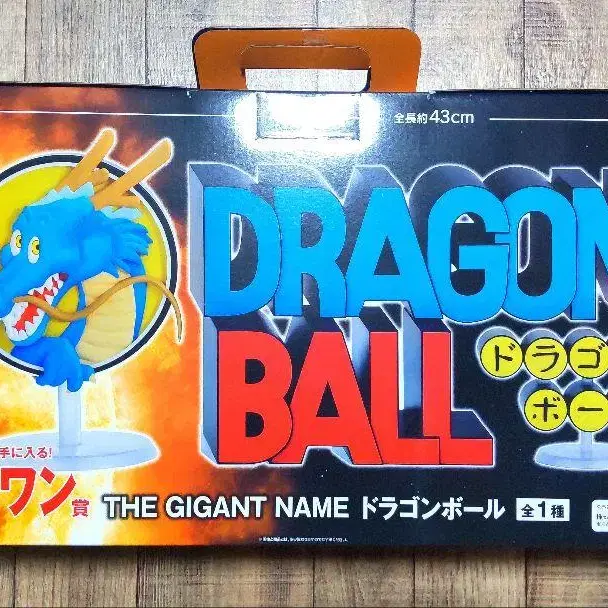 全長約43cm
DRAGON
BALL
ドラゴ
ボー
手に入る!
ワン賞
THE GIGANT NAME ドラゴンボール 全1種